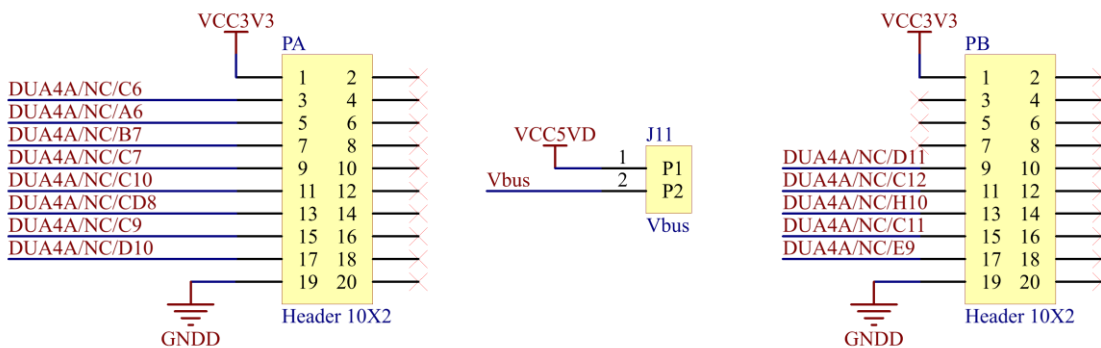 VCC3V3
PA
1 2
DUA4A/NC/C6
3 4
DUA4A/NC/A6
5 6
DUA4A/NC/B7
7 8
DUA4A/NC/C7
9 10
DUA4A/NC/C10
11 12
DUA4A/NC/CD8
13 14
DUA4A/NC/C9
15 16
DUA4A/NC/D10
17 18
19 20
Header 10X2
GNDD
VCC5VD
J11
1 P1
Vbus
2 P2
Vbus
VCC3V3
PB
1 2
3 4
5 6
7 8
DUA4A/NC/D11
9 10
DUA4A/NC/C12
11 12
DUA4A/NC/H10
13 14
DUA4A/NC/C11
15 16
DUA4A/NC/E9
17 18
19 20
Header 10X2
GNDD